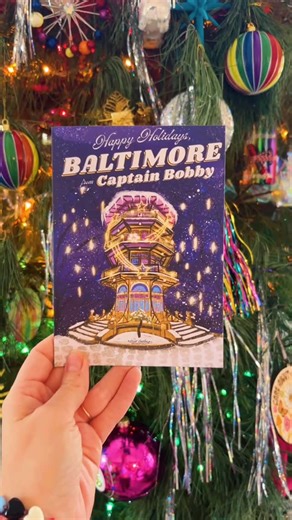 Happy Holidays,
BALTIMORE
from Captain Bobby